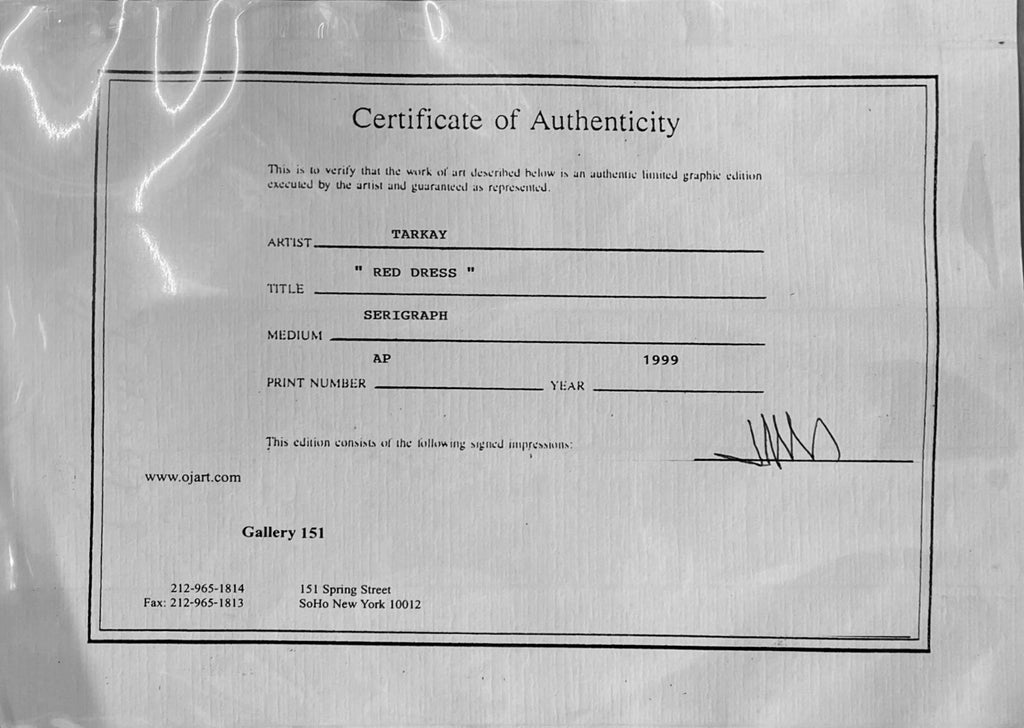 Certificate of Authenticity
This is to verify that the work of art described below is an authentic limited graphic edition
executed by the artist and guaranteed as represented.
ARTIST TARKAY
TITLE " RED DRESS "
MEDIUM SERIGRAPH
PRINT NUMBER AP YEAR 1999
This edition consists of the following signed impressions:
www.ojart.com
Gallery 151
212-965-1814 151 Spring Street
Fax: 212-965-1813 SoHo New York 10012